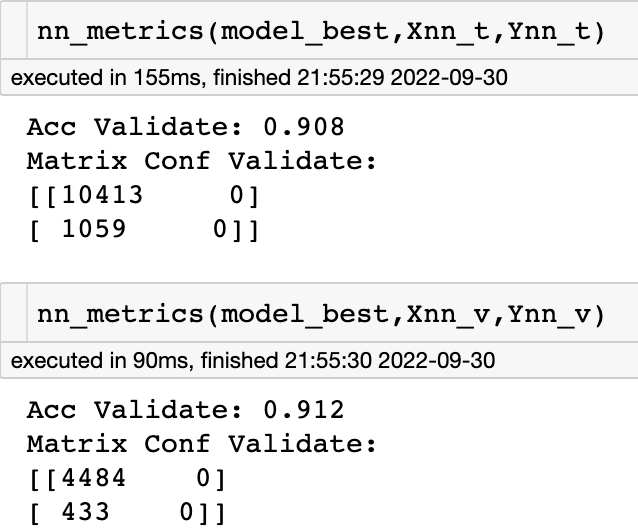 nn_metrics(model_best,Xnn_t,Ynn_t)
executed in 155ms, finished 21:55:29 2022-09-30
Acc Validate: 0.908
Matrix Conf Validate:
[[10413     0]
[ 1059     0]]
nn_metrics(model_best,Xnn_v,Ynn_v)
executed in 90ms, finished 21:55:30 2022-09-30
Acc Validate: 0.912
Matrix Conf Validate:
[[4484    0]
[ 433    0]]